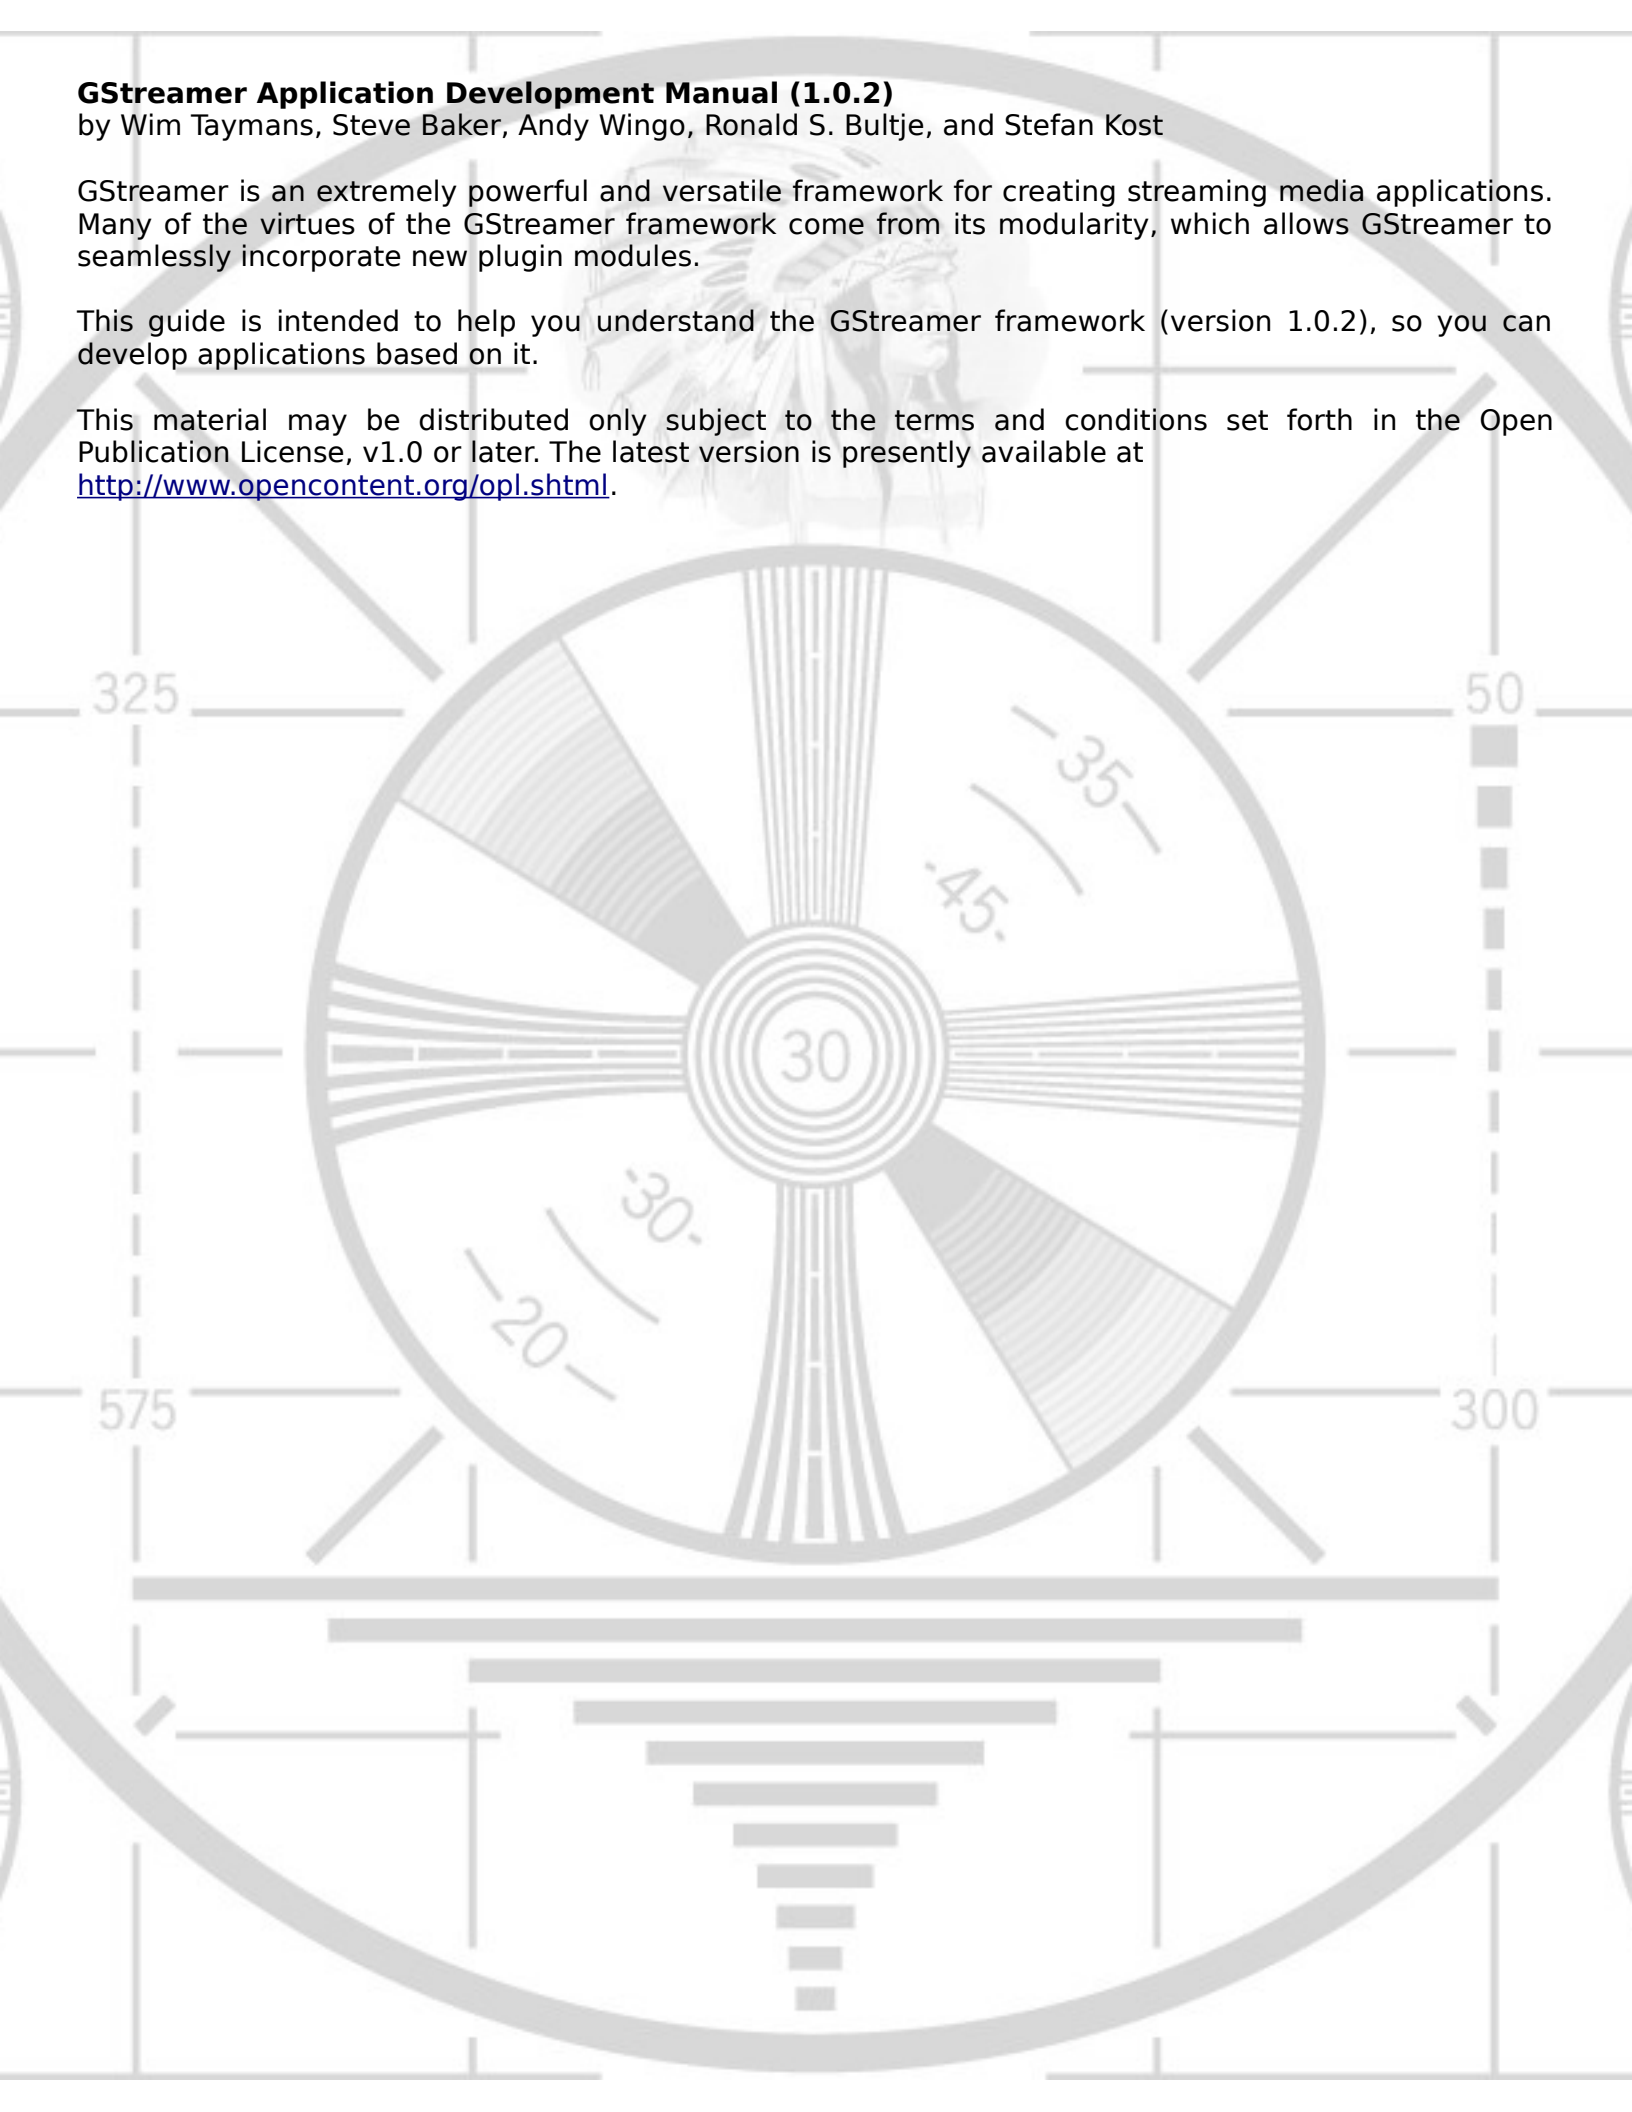 GStreamer Application Development Manual (1.0.2)
by Wim Taymans, Steve Baker, Andy Wingo, Ronald S. Bultje, and Stefan Kost
GStreamer is an extremely powerful and versatile framework for creating streaming media applications.
Many of the virtues of the GStreamer framework come from its modularity, which allows GStreamer to
seamlessly incorporate new plugin modules.
This guide is intended to help you understand the GStreamer framework (version 1.0.2), so you can
develop applications based on it.
This material may be distributed only subject to the terms and conditions set forth in the Open
Publication License, v1.0 or later. The latest version is presently available at
http://www.opencontent.org/opl.shtml.
325
50
35
-45-
30
-30-
20
575
300